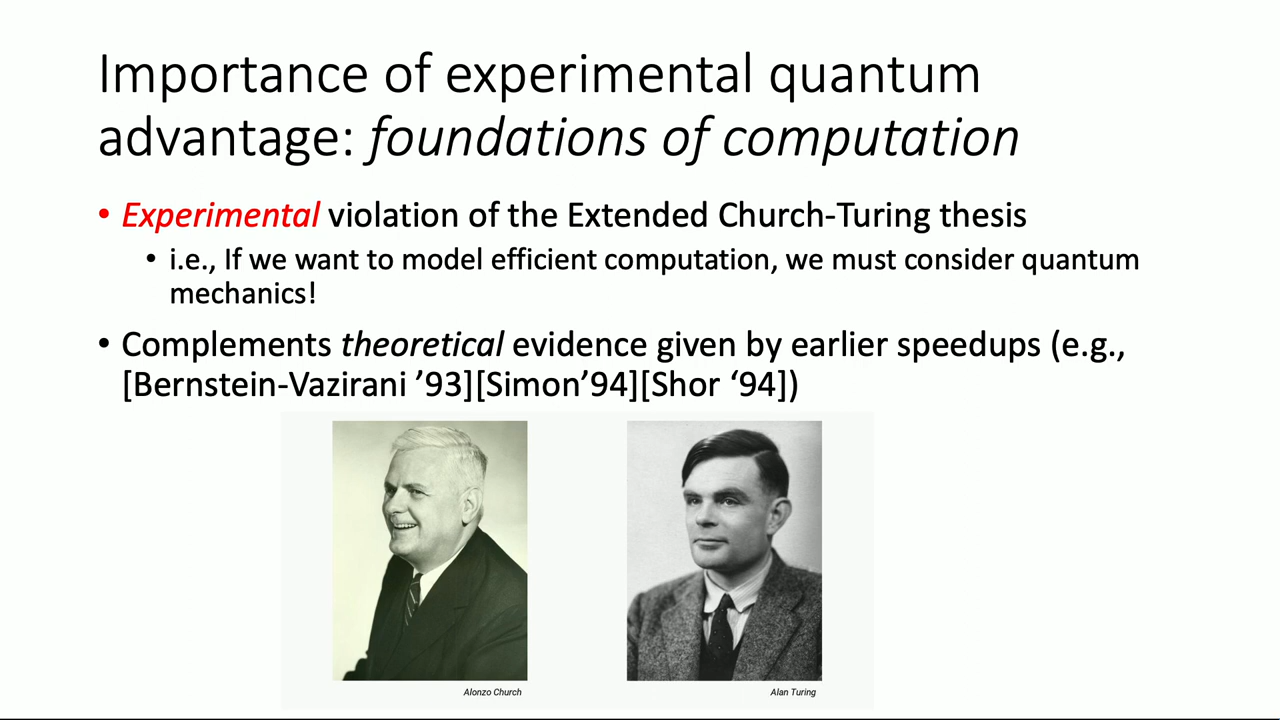 Importance of experimental quantum
advantage: foundations of computation
• Experimental violation of the Extended Church-Turing thesis
• i.e., If we want to model efficient computation, we must consider quantum
mechanics!
• Complements theoretical evidence given by earlier speedups (e.g.,
[Bernstein-Vazirani ’93][Simon’94][Shor ‘94])
Alonzo Church
Alan Turing